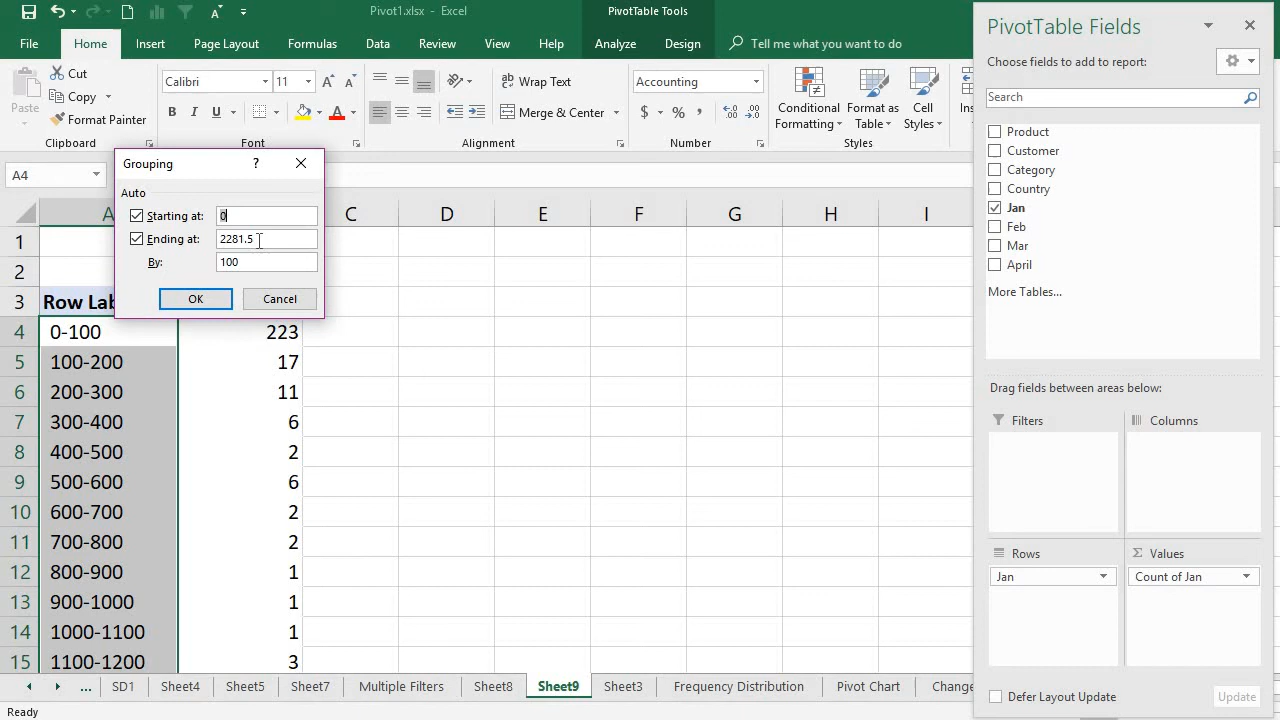 Pivot1.xlsx - Excel
PivotTable Tools
File
Home
Insert
Page Layout
Formulas
Data
Review
View
Help
Analyze
Design
Tell me what you want to do
Paste
Cut
Copy
Format Painter
Clipboard
Calibri
11
A A
B I U
A
Font
ab
Wrap Text
Merge & Center
Alignment
Accounting
$ % ,
Number
Conditional
Formatting
Format as
Table
Cell
Styles
Styles
A4
Grouping
?
Auto
Starting at:
0
Ending at:
2281.5
By:
100
OK
Cancel
A C D E F G H I
1
2
3 Row Lab
4 0-100 223
5 100-200 17
6 200-300 11
7 300-400 6
8 400-500 2
9 500-600 6
10 600-700 2
11 700-800 2
12 800-900 1
13 900-1000 1
14 1000-1100 1
15 1100-1200 3
...
SD1
Sheet4
Sheet5
Sheet7
Multiple Filters
Sheet8
Sheet9
Sheet3
Frequency Distribution
Pivot Chart
Change
Ready
PivotTable Fields
Choose fields to add to report:
Search
Product
Customer
Category
Country
Jan
Feb
Mar
April
More Tables...
Drag fields between areas below:
Filters
Columns
Rows
Σ Values
Jan
Count of Jan
Defer Layout Update
Update